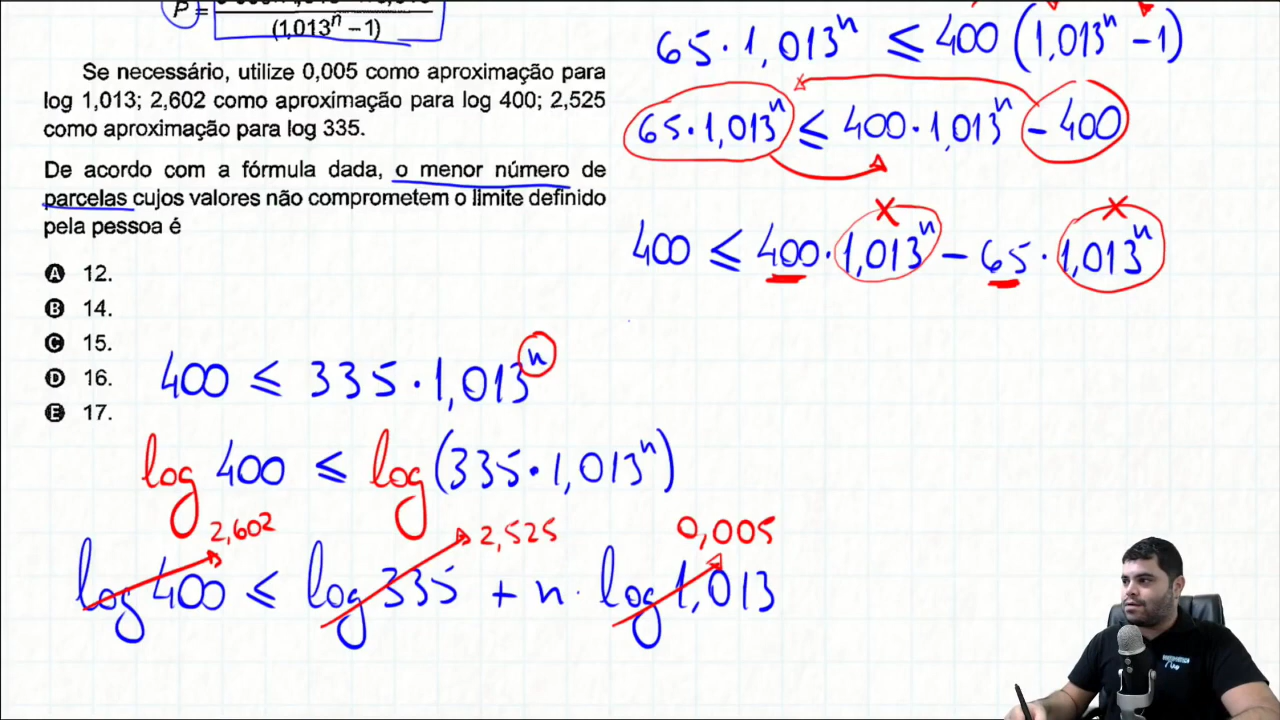 P =
(1,013ⁿ − 1)
Se necessário, utilize 0,005 como aproximação para
log 1,013; 2,602 como aproximação para log 400; 2,525
como aproximação para log 335.
De acordo com a fórmula dada, o menor número de
parcelas cujos valores não comprometem o limite definido
pela pessoa é
A 12.
B 14.
C 15.
D 16.
E 17.
65 · 1,013ⁿ ≤ 400 (1,013ⁿ − 1)
65 · 1,013ⁿ ≤ 400 · 1,013ⁿ − 400
400 ≤ 400 · 1,013ⁿ − 65 · 1,013ⁿ
400 ≤ 335 · 1,013ⁿ
log 400 ≤ log (335 · 1,013ⁿ)
2,602 2,525 0,005
log 400 ≤ log 335 + n · log 1,013